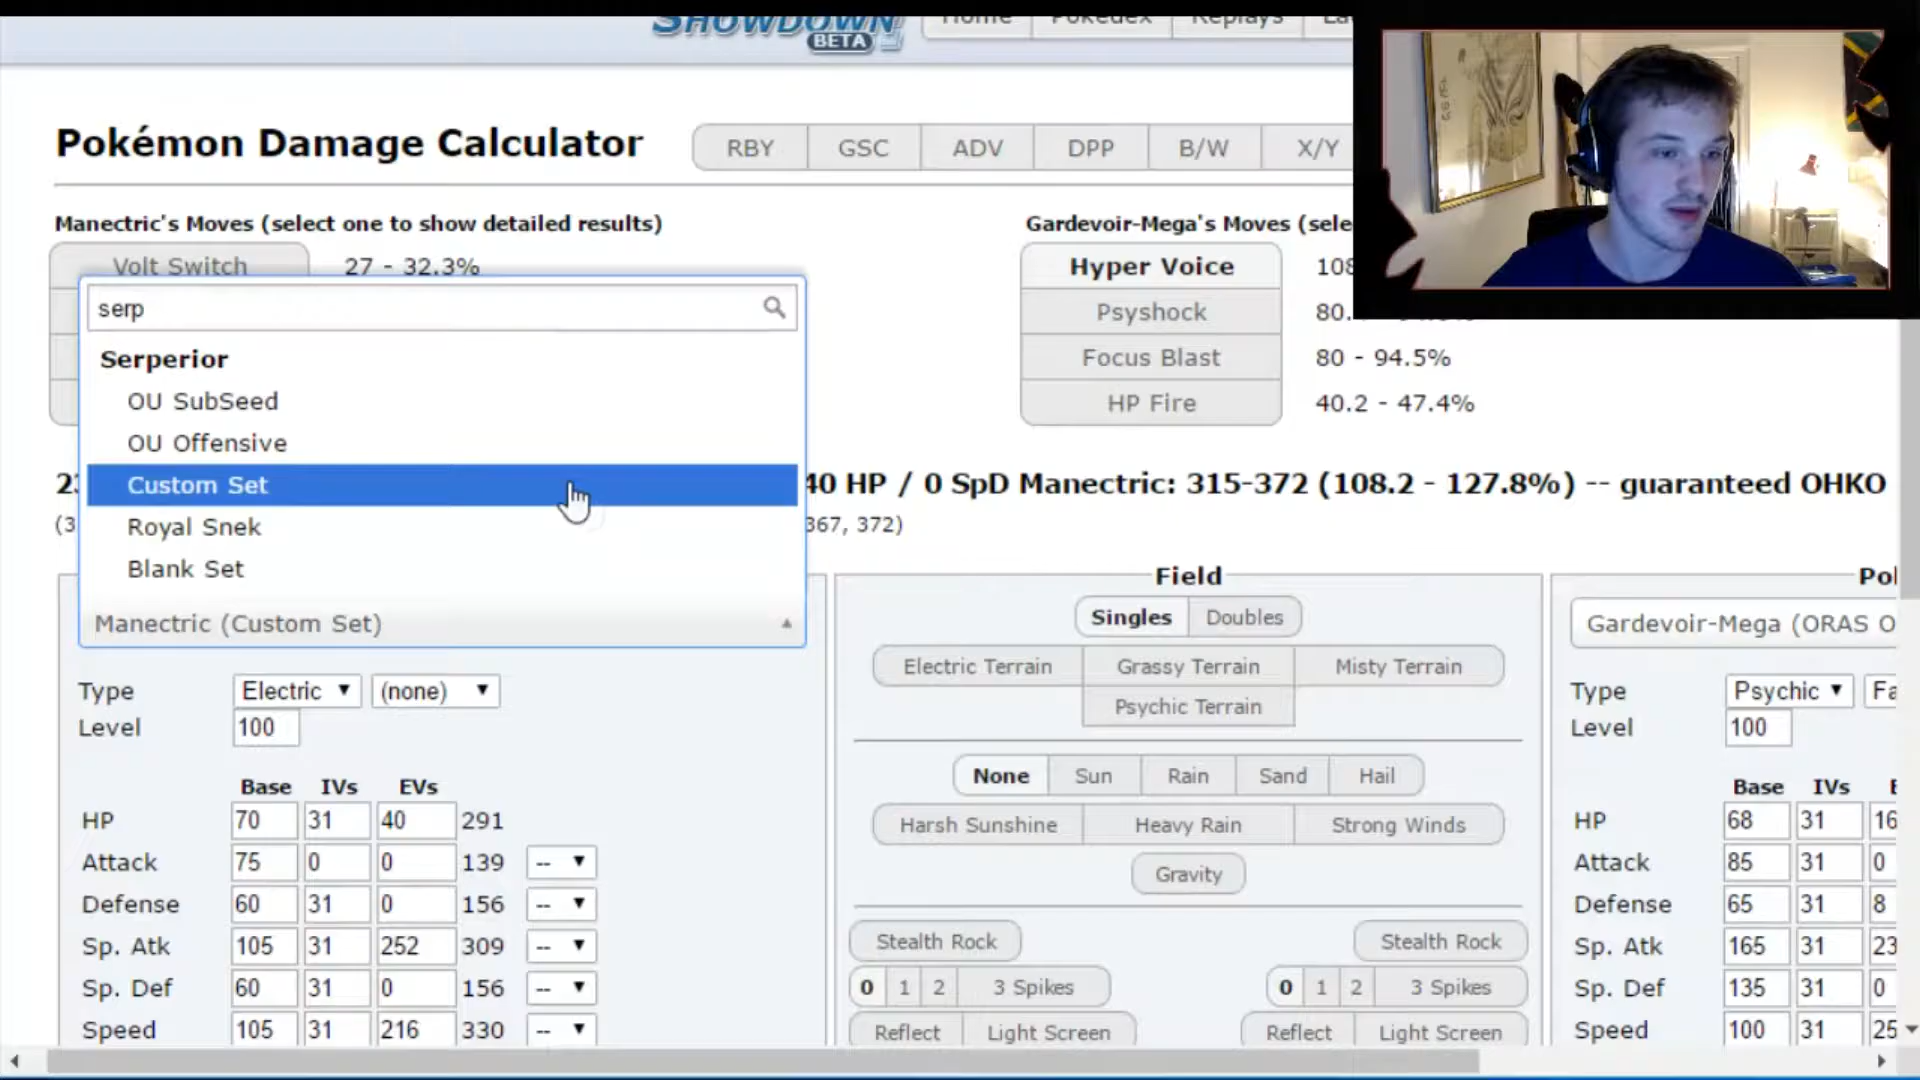 SHOWDOWN
BETA
Home Pokédex Replays
Pokémon Damage Calculator
RBY GSC ADV DPP B/W X/Y
Manectric's Moves (select one to show detailed results)
Volt Switch 27 - 32.3%
Gardevoir-Mega's Moves (sele
Hyper Voice 108
Psyshock 80.
Focus Blast 80 - 94.5%
HP Fire 40.2 - 47.4%
serp
Serperior
OU SubSeed
OU Offensive
Custom Set
Royal Snek
Blank Set
Manectric (Custom Set)
40 HP / 0 SpD Manectric: 315-372 (108.2 - 127.8%) -- guaranteed OHKO
(3 367, 372)
Type Electric (none)
Level 100
Base IVs EVs
HP 70 31 40 291
Attack 75 0 0 139 --
Defense 60 31 0 156 --
Sp. Atk 105 31 252 309 --
Sp. Def 60 31 0 156 --
Speed 105 31 216 330 --
Field
Singles Doubles
Electric Terrain Grassy Terrain Misty Terrain
Psychic Terrain
None Sun Rain Sand Hail
Harsh Sunshine Heavy Rain Strong Winds
Gravity
Stealth Rock Stealth Rock
0 1 2 3 Spikes 0 1 2 3 Spikes
Reflect Light Screen Reflect Light Screen
Pok
Gardevoir-Mega (ORAS O
Type Psychic Fa
Level 100
Base IVs E
HP 68 31 16
Attack 85 31 0
Defense 65 31 8
Sp. Atk 165 31 23
Sp. Def 135 31 0
Speed 100 31 25